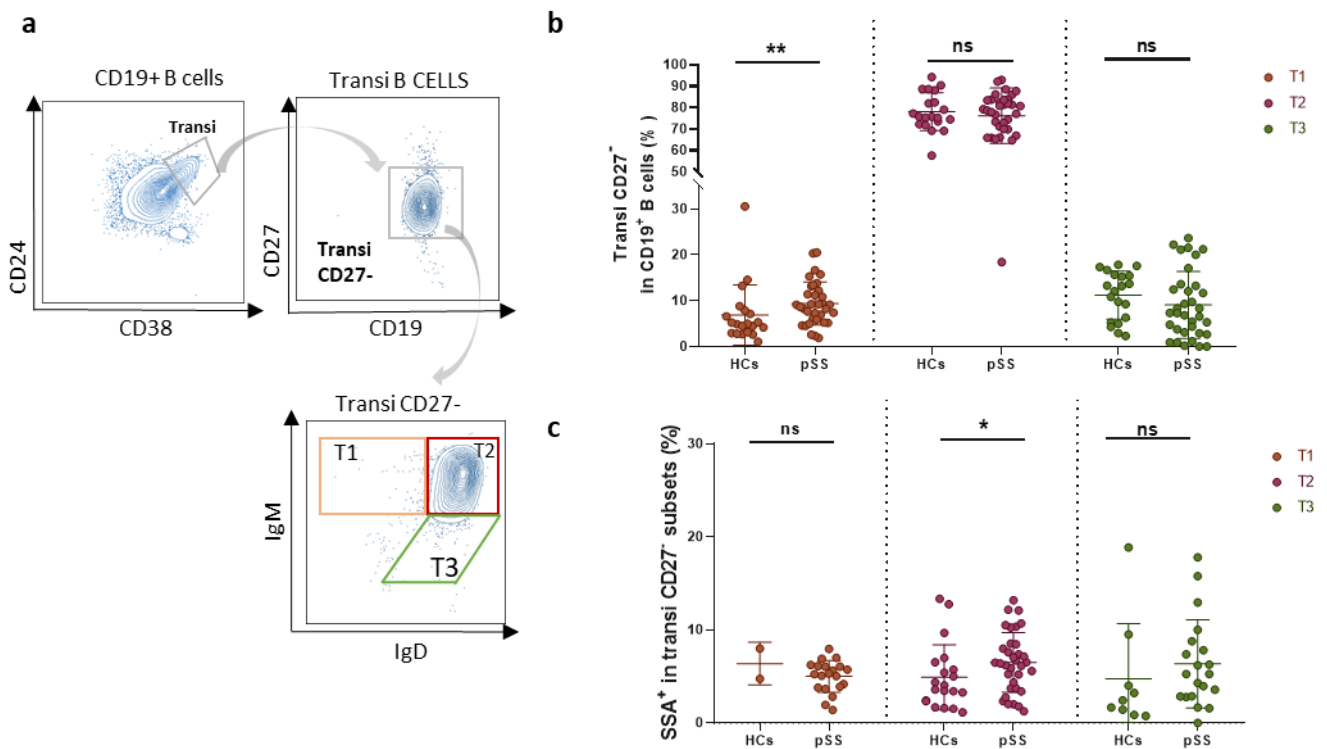 a
CD19+ B cells
Transi
CD24
CD38
Transi B CELLS
Transi
CD27-
CD27
CD19
Transi CD27-
T1
T2
T3
IgM
IgD
b
**
ns
ns
Transi CD27⁻
in CD19⁺ B cells (%)
100
90
80
70
60
50
30
20
10
0
HCs
pSS
HCs
pSS
HCs
pSS
T1
T2
T3
c
ns
*
ns
SSA⁺ in transi CD27⁻ subsets (%)
30
20
10
0
HCs
pSS
HCs
pSS
HCs
pSS
T1
T2
T3